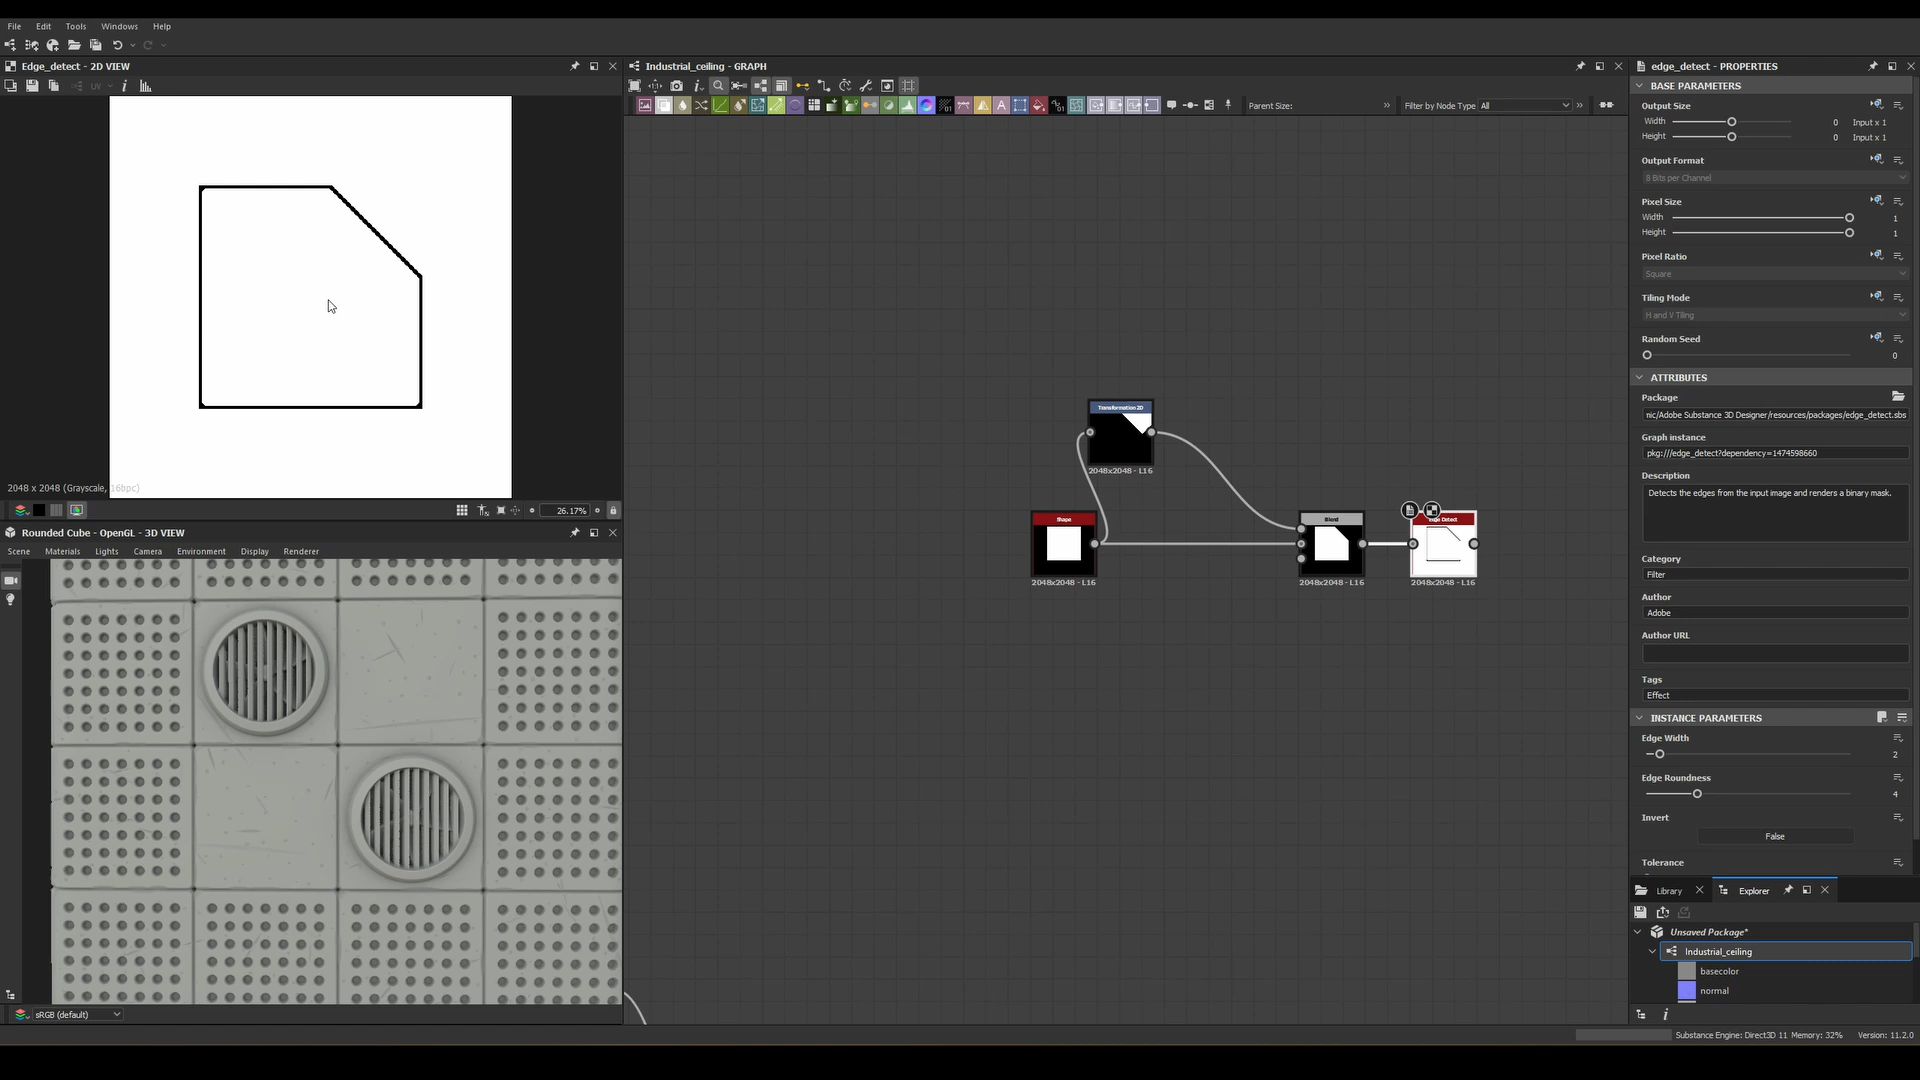 File Edit Tools Windows Help
Edge_detect - 2D VIEW
UV
2048 x 2048 (Grayscale, 16bpc)
26.17%
Rounded Cube - OpenGL - 3D VIEW
Scene Materials Lights Camera Environment Display Renderer
sRGB (default)
Industrial_ceiling - GRAPH
Parent Size:
Filter by Node Type All
Transformation 2D
2048x2048 - L16
Shape
2048x2048 - L16
Blend
2048x2048 - L16
Edge Detect
2048x2048 - L16
edge_detect - PROPERTIES
BASE PARAMETERS
Output Size
Width 0 Input x 1
Height 0 Input x 1
Output Format
8 Bits per Channel
Pixel Size
Width 1
Height 1
Pixel Ratio
Square
Tiling Mode
H and V Tiling
Random Seed
0
ATTRIBUTES
Package
nic/Adobe Substance 3D Designer/resources/packages/edge_detect.sbs
Graph instance
pkg:///edge_detect?dependency=1474598660
Description
Detects the edges from the input image and renders a binary mask.
Category
Filter
Author
Adobe
Author URL
Tags
Effect
INSTANCE PARAMETERS
Edge Width
2
Edge Roundness
4
Invert
False
Tolerance
Library Explorer
Unsaved Package*
Industrial_ceiling
basecolor
normal
Substance Engine: Direct3D 11 Memory: 32% Version: 11.2.0